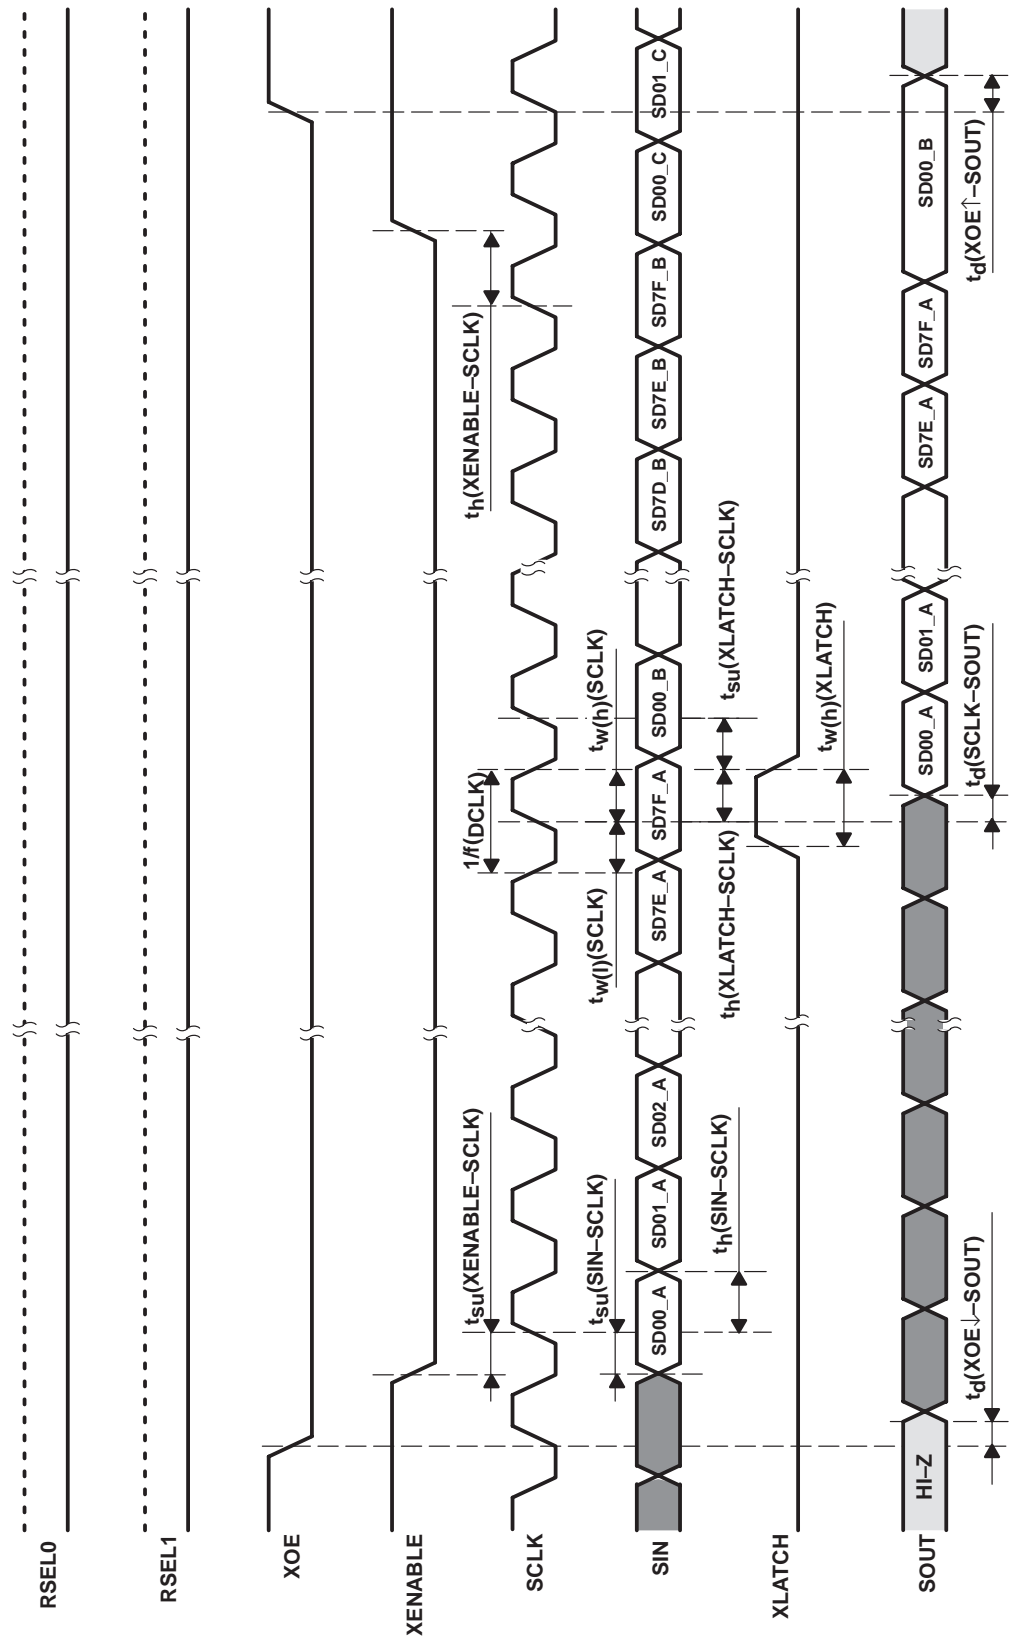 RSEL0
RSEL1
XOE
XENABLE
tsu(XENABLE–SCLK)
th(XENABLE–SCLK)
SCLK
1/f(DCLK)
tsu(SIN–SCLK)
tw(l)(SCLK)
tw(h)(SCLK)
SIN
SD00_A
SD01_A
SD02_A
SD7E_A
SD7F_A
SD00_B
SD7D_B
SD7E_B
SD7F_B
SD00_C
SD01_C
th(SIN–SCLK)
th(XLATCH–SCLK)
tsu(XLATCH–SCLK)
XLATCH
tw(h)(XLATCH)
SOUT
HI–Z
SD00_A
SD01_A
SD7E_A
SD7F_A
SD00_B
td(XOE↓–SOUT)
td(SCLK–SOUT)
td(XOE↑–SOUT)